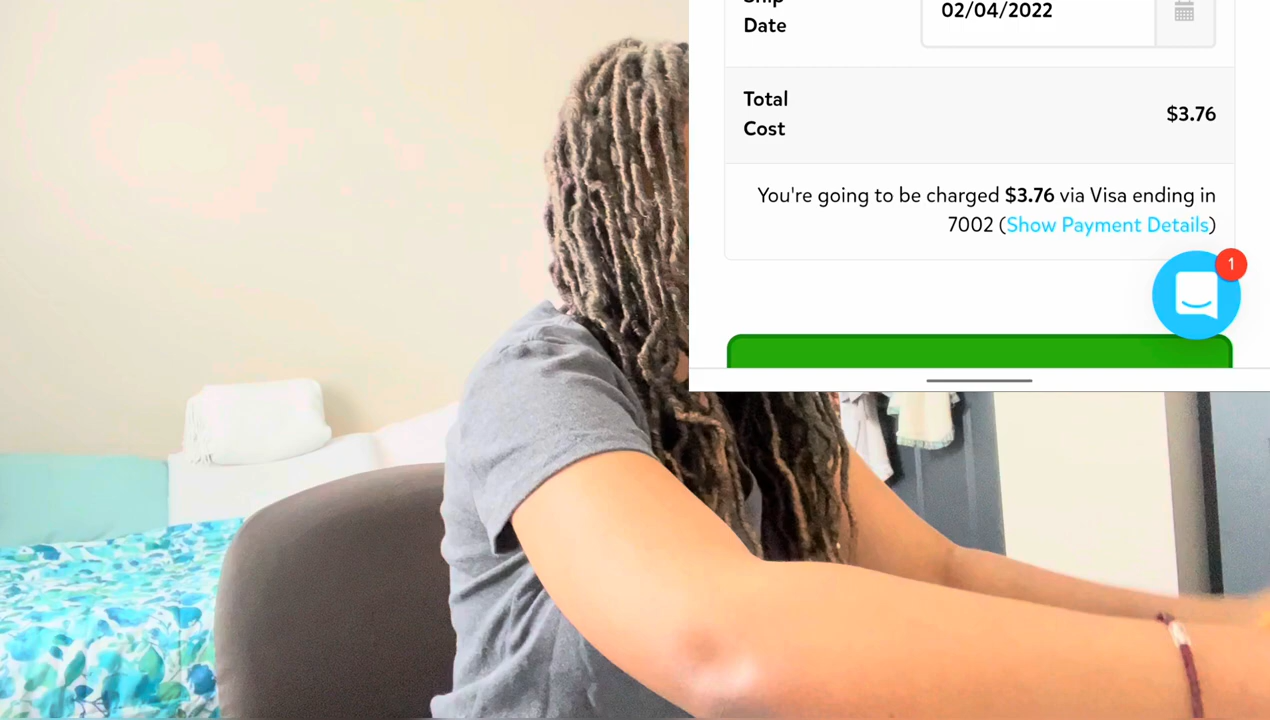 Ship
Date
02/04/2022
Total
Cost
$3.76
You're going to be charged $3.76 via Visa ending in
7002 (Show Payment Details)
1